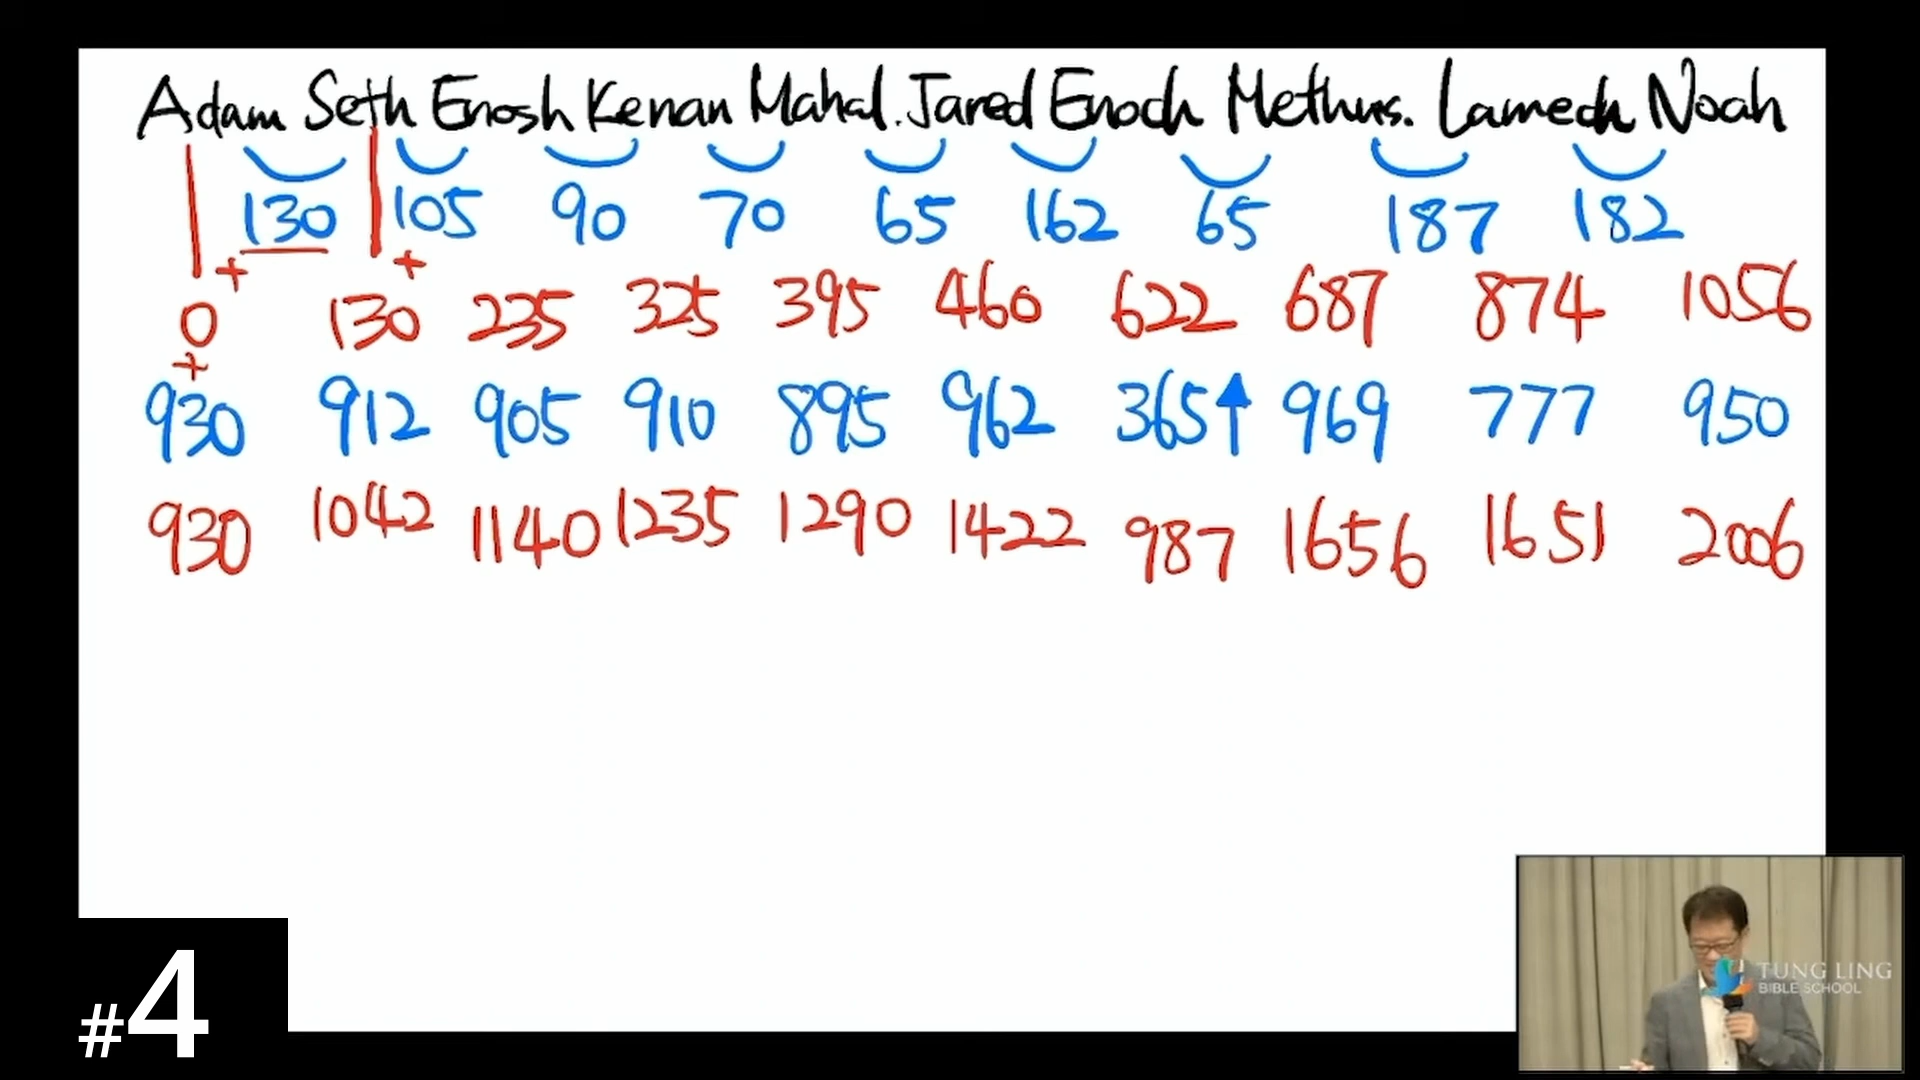 Adam Seth Enosh Kenan Mahal. Jared Enoch Methus. Lamech Noah
130 105 90 70 65 162 65 187 182
+ +
0 130 235 325 395 460 622 687 874 1056
+
930 912 905 910 895 962 365↑ 969 777 950
930 1042 1140 1235 1290 1422 987 1656 1651 2006
TUNG LING
BIBLE SCHOOL
#4